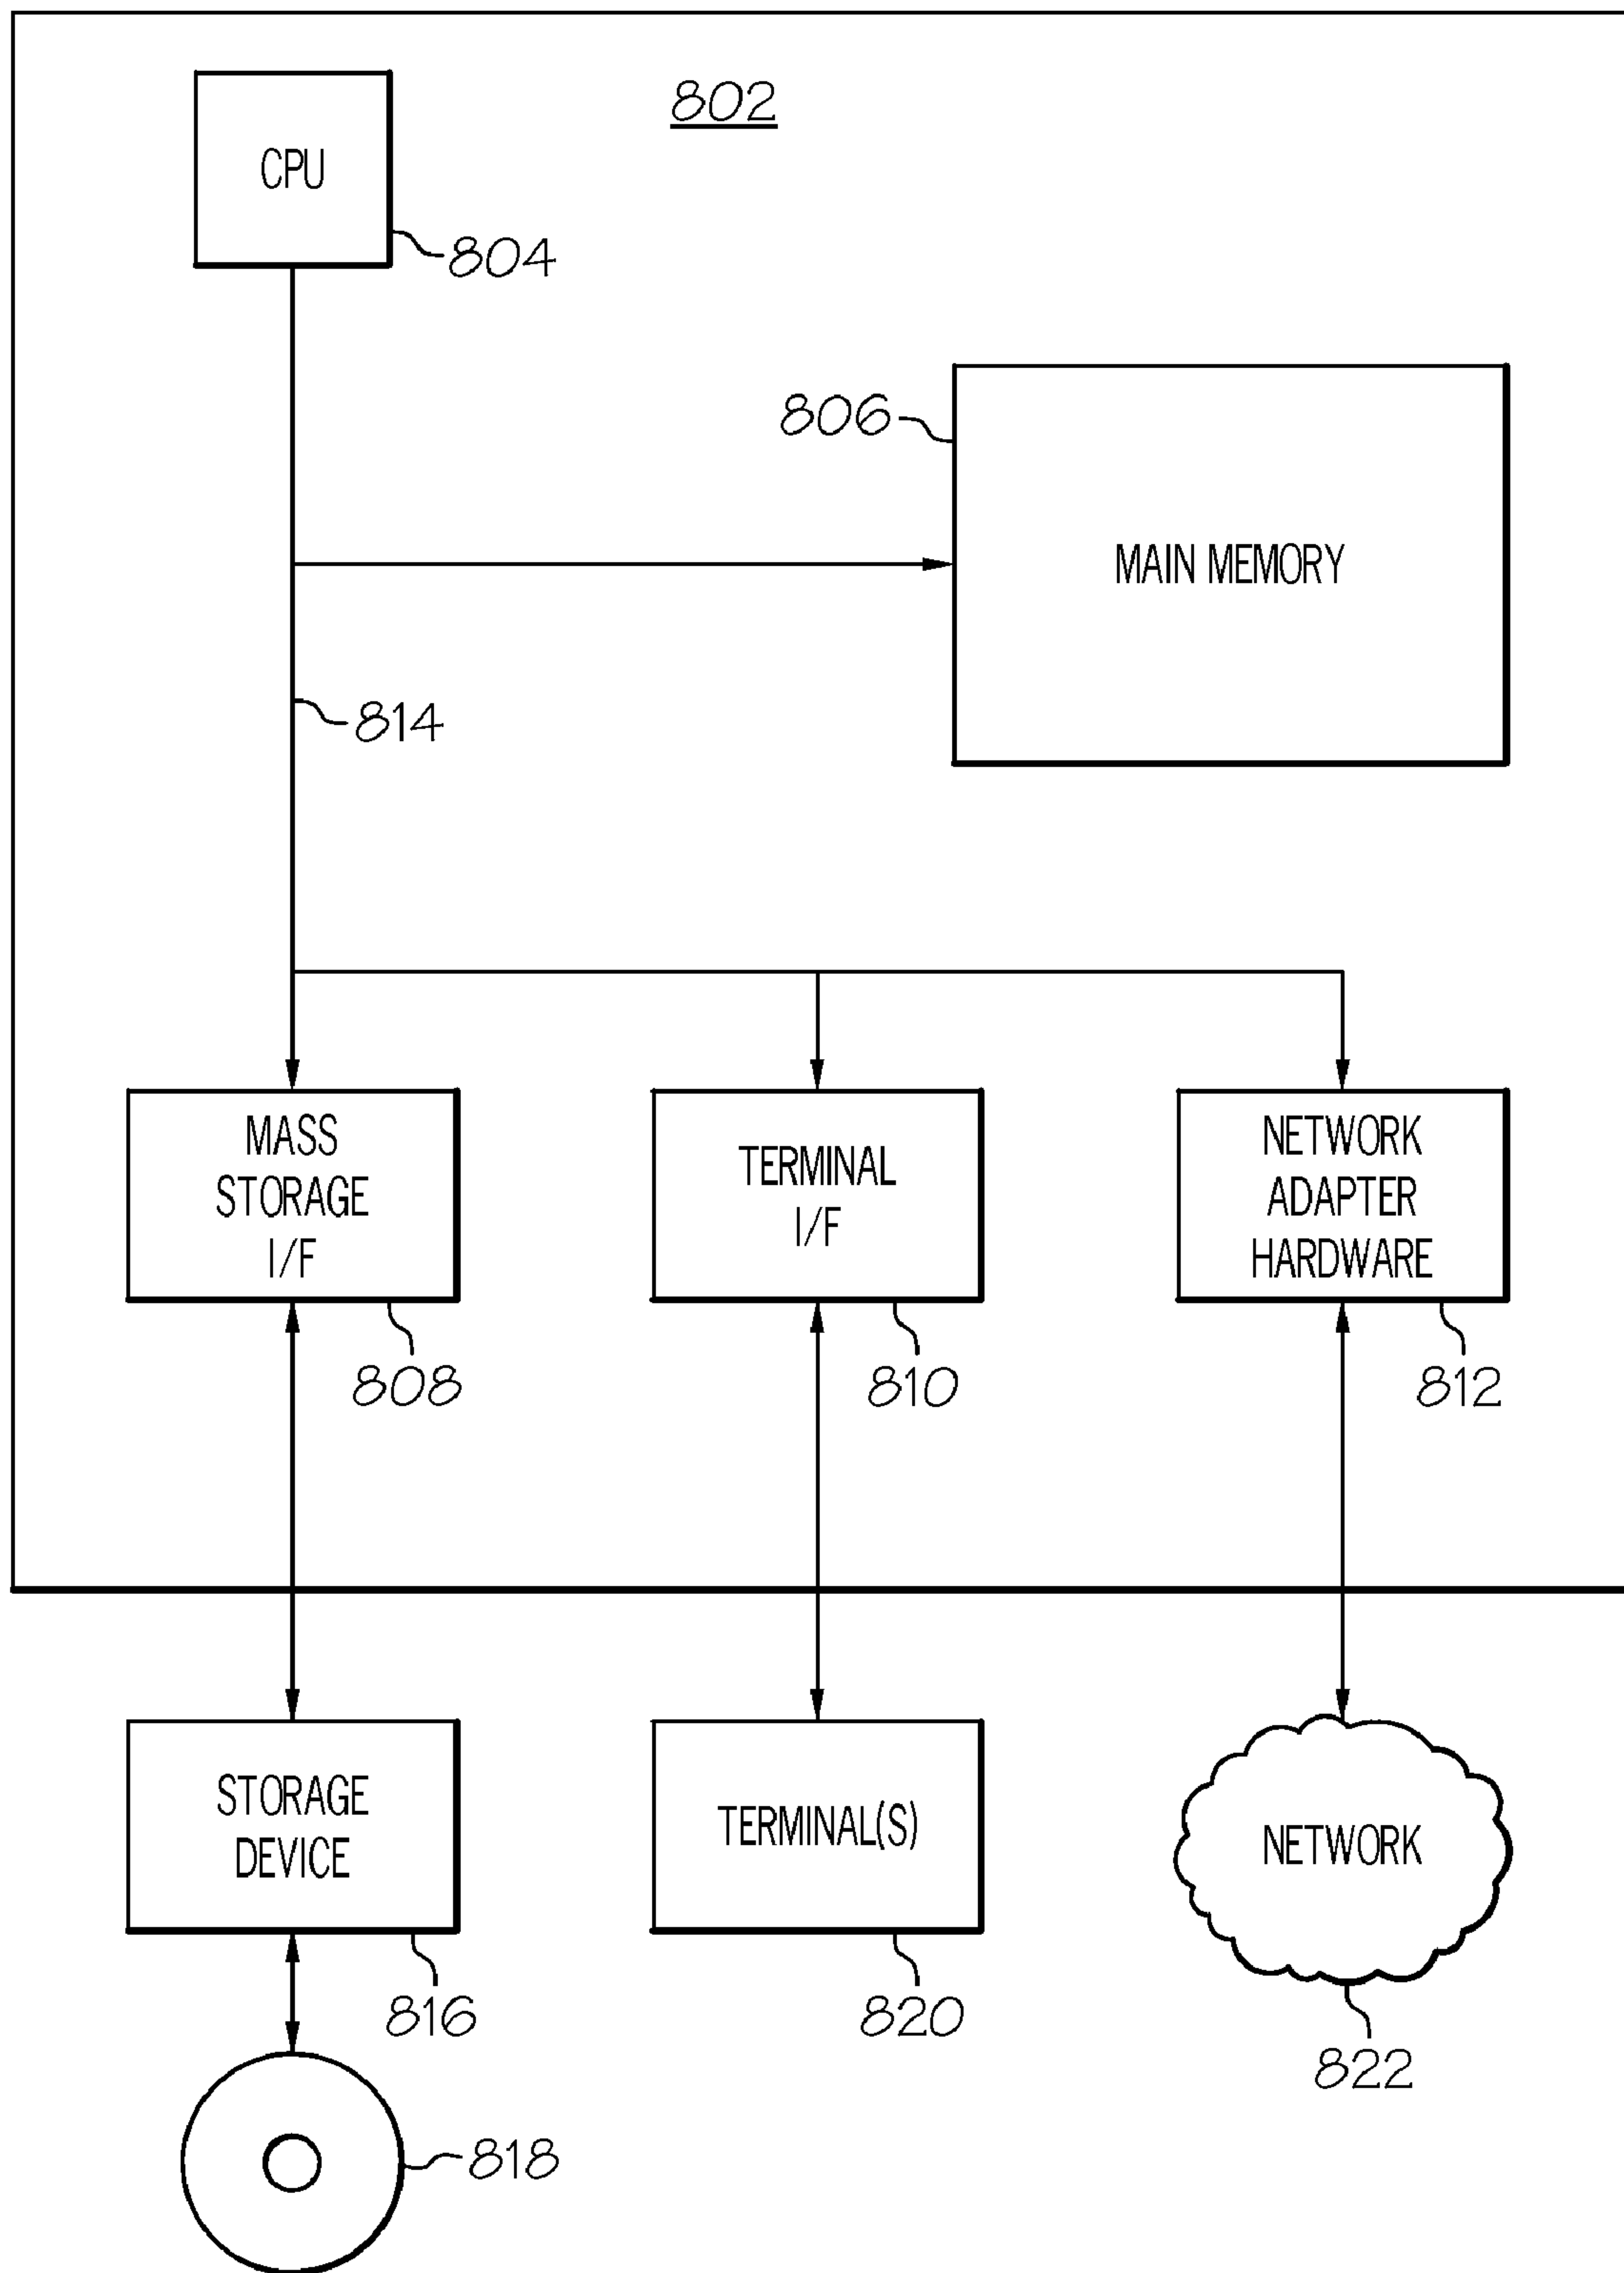 802
CPU
804
806
MAIN MEMORY
814
MASS
STORAGE
I/F
TERMINAL
I/F
NETWORK
ADAPTER
HARDWARE
808
810
812
STORAGE
DEVICE
TERMINAL(S)
NETWORK
816
820
822
818